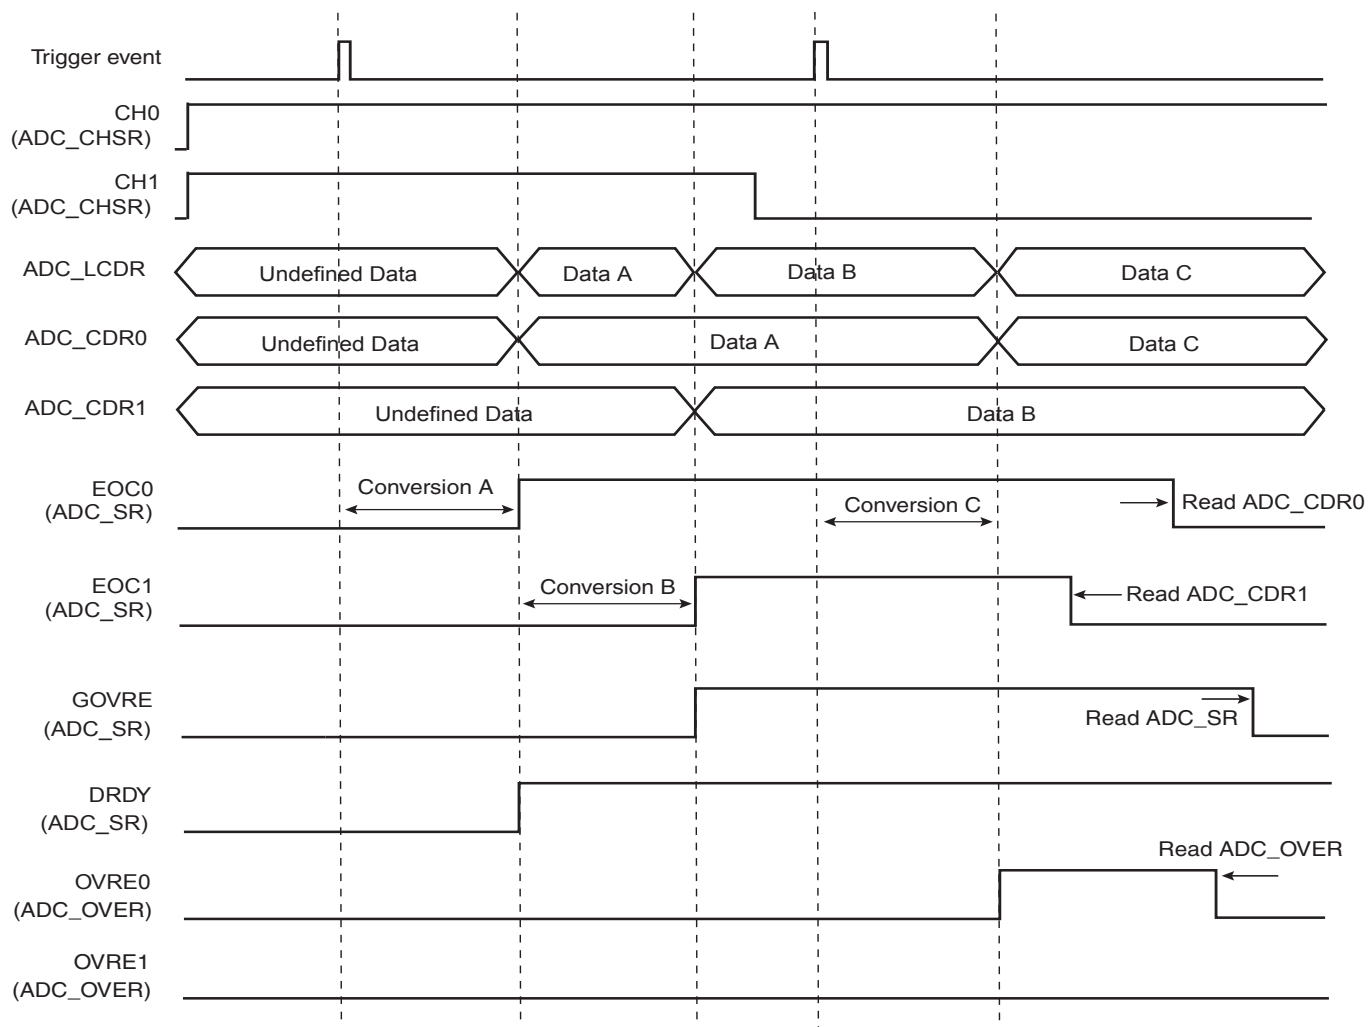 Trigger event
CH0
(ADC_CHSR)
CH1
(ADC_CHSR)
ADC_LCDR
Undefined Data
Data A
Data B
Data C
ADC_CDR0
Undefined Data
Data A
Data C
ADC_CDR1
Undefined Data
Data B
EOC0
(ADC_SR)
Conversion A
Conversion C
Read ADC_CDR0
EOC1
(ADC_SR)
Conversion B
Read ADC_CDR1
GOVRE
(ADC_SR)
Read ADC_SR
DRDY
(ADC_SR)
Read ADC_OVER
OVRE0
(ADC_OVER)
OVRE1
(ADC_OVER)